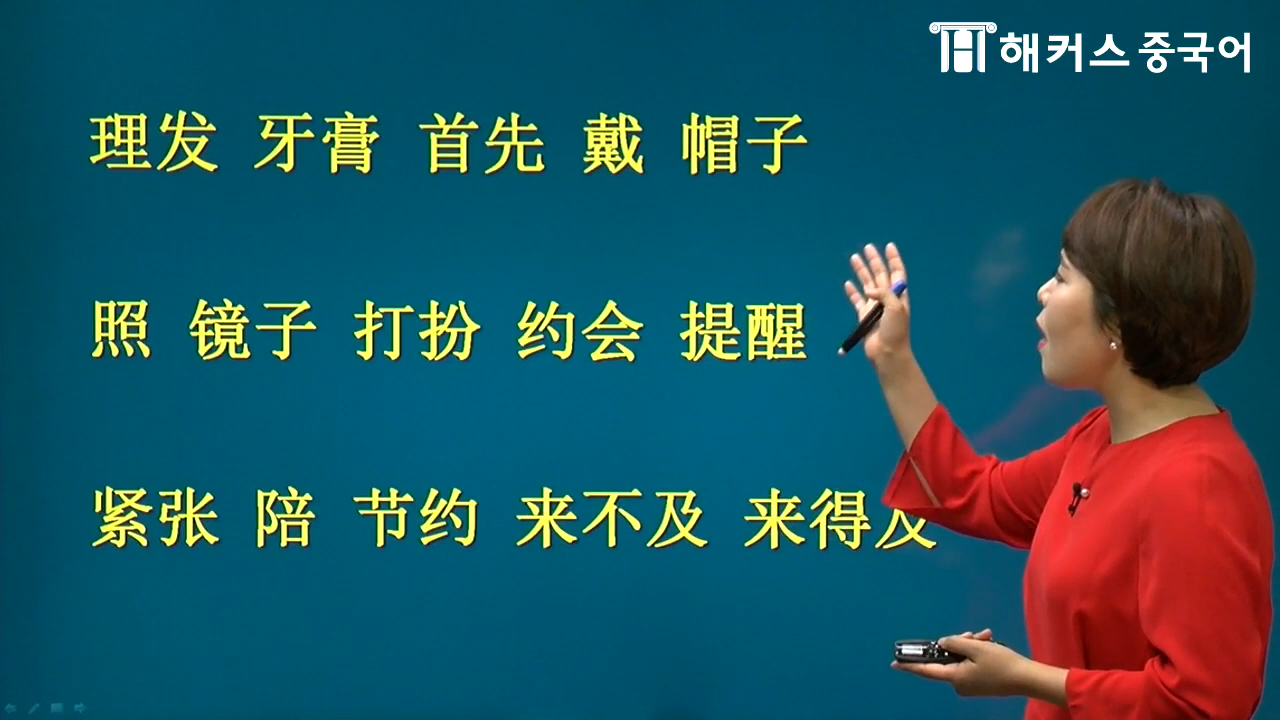 해커스 중국어
理发 牙膏 首先 戴 帽子
照 镜子 打扮 约会 提醒
紧张 陪 节约 来不及 来得及